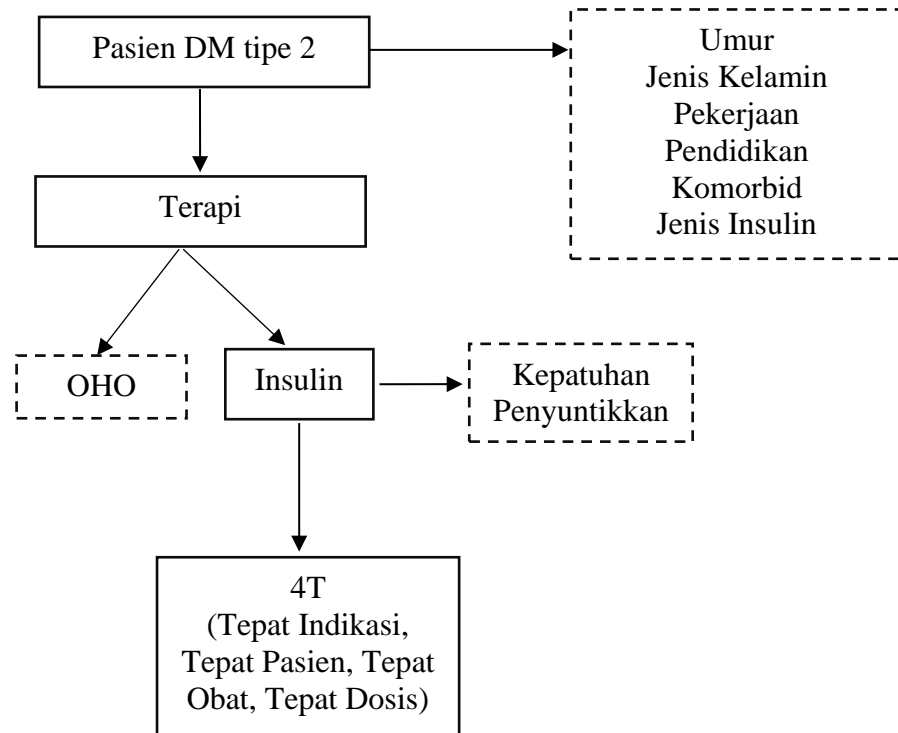 Pasien DM tipe 2
Umur
Jenis Kelamin
Pekerjaan
Pendidikan
Komorbid
Jenis Insulin
Terapi
OHO
Insulin
Kepatuhan
Penyuntikkan
4T
(Tepat Indikasi,
Tepat Pasien, Tepat
Obat, Tepat Dosis)